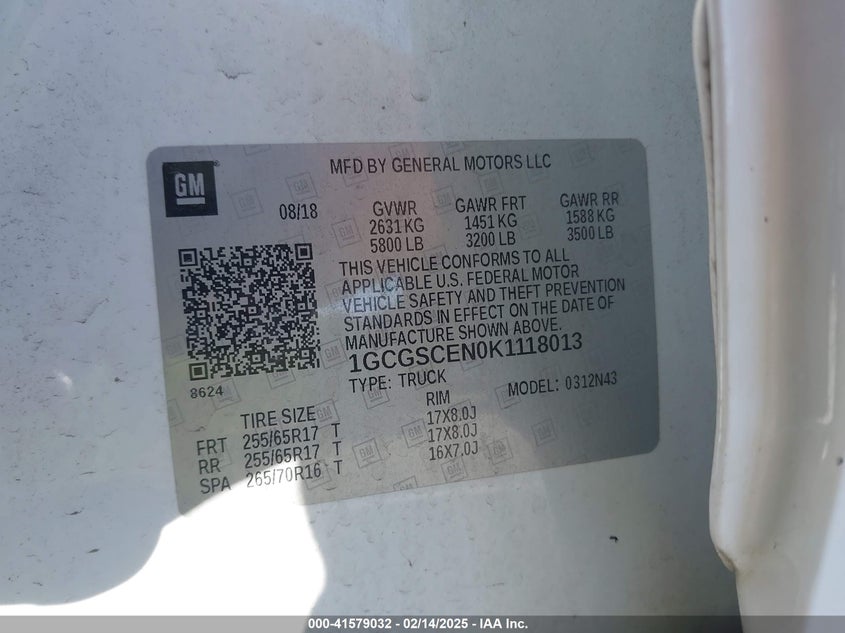 GM
MFD BY GENERAL MOTORS LLC
08/18
GVWR GAWR FRT GAWR RR
2631 KG 1451 KG 1588 KG
5800 LB 3200 LB 3500 LB
THIS VEHICLE CONFORMS TO ALL
APPLICABLE U.S. FEDERAL MOTOR
VEHICLE SAFETY AND THEFT PREVENTION
STANDARDS IN EFFECT ON THE DATE OF
MANUFACTURE SHOWN ABOVE.
1GCGSCEN0K1118013
8624
TYPE: TRUCK MODEL: 0312N43
TIRE SIZE RIM
FRT 255/65R17 T 17X8.0J
RR 255/65R17 T 17X8.0J
SPA 265/70R16 T 16X7.0J
000-41579032 - 02/14/2025 - IAAI.com